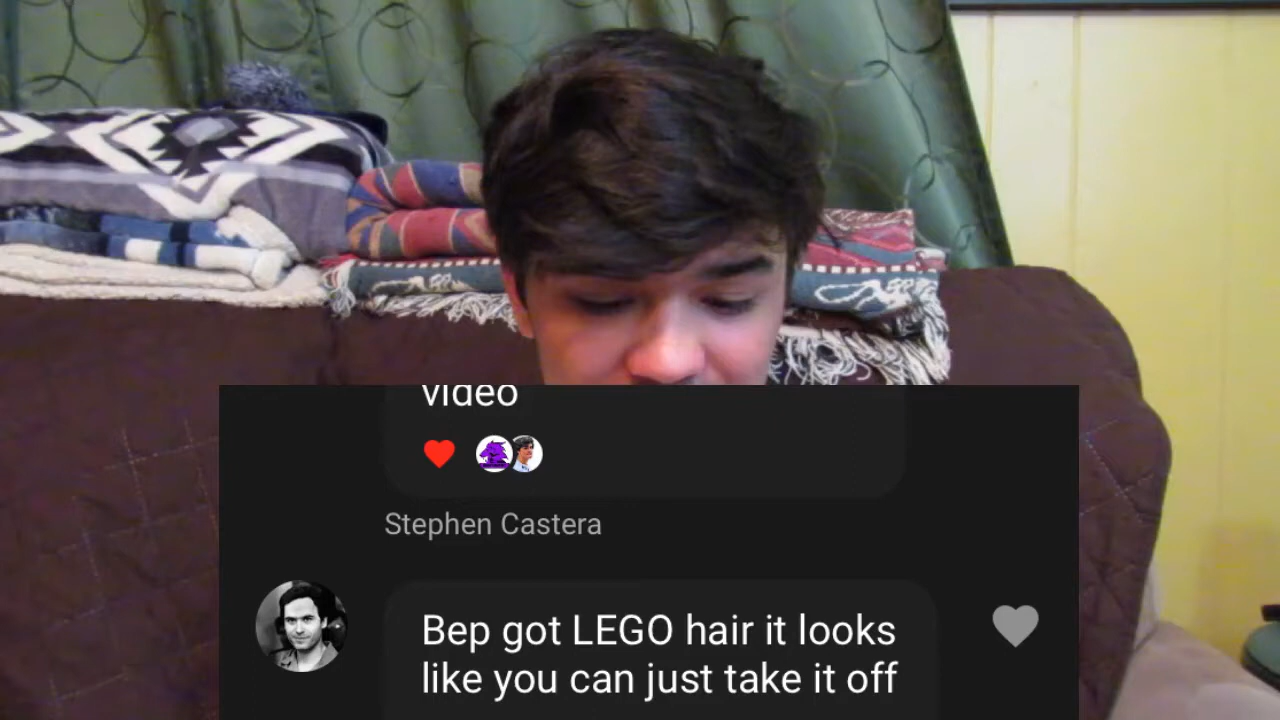 video
Stephen Castera
Bep got LEGO hair it looks
like you can just take it off